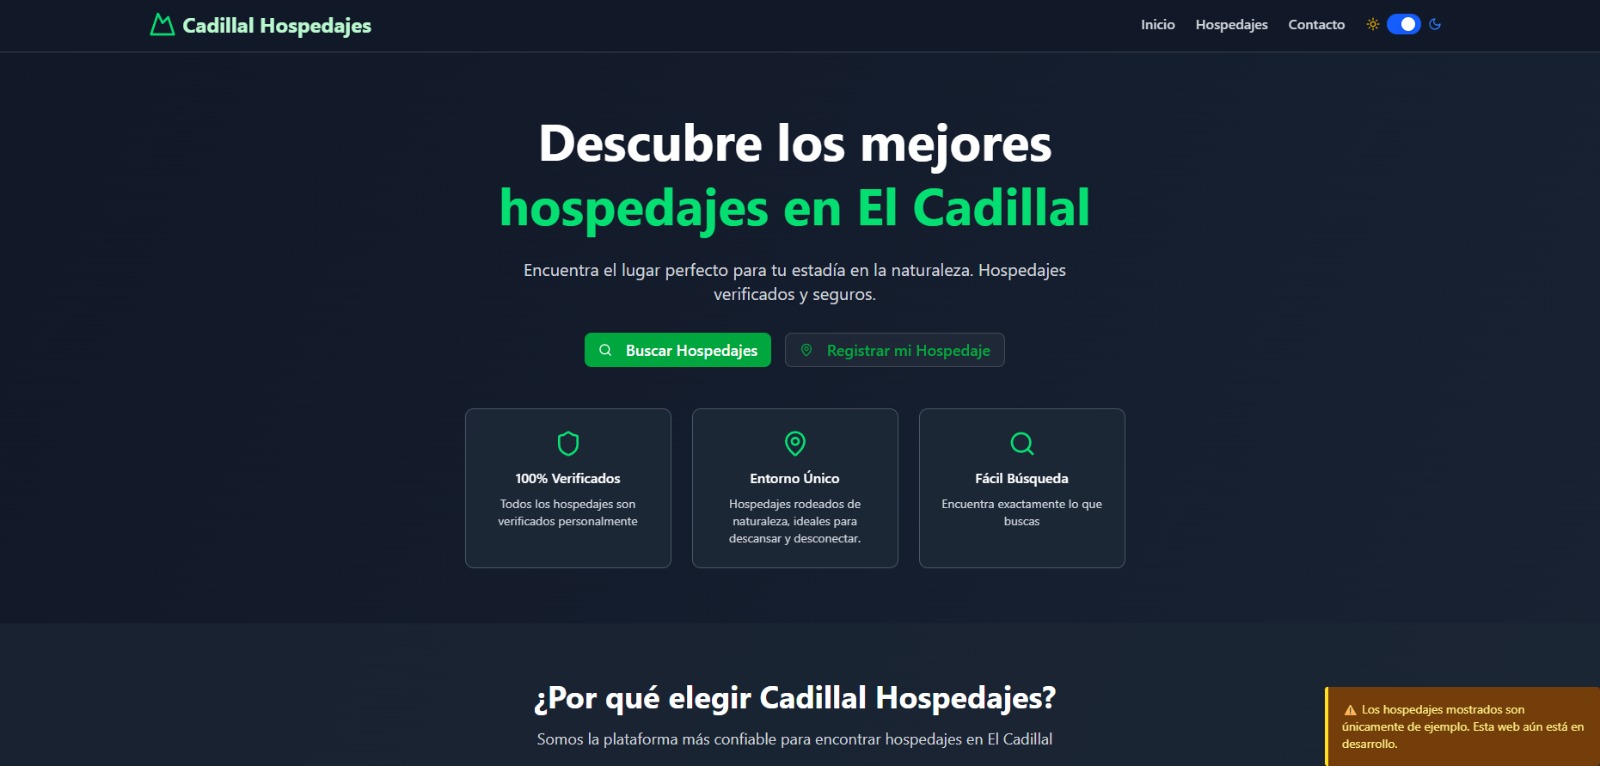 Cadillal Hospedajes
Inicio Hospedajes Contacto
Descubre los mejores
hospedajes en El Cadillal
Encuentra el lugar perfecto para tu estadía en la naturaleza. Hospedajes
verificados y seguros.
Buscar Hospedajes
Registrar mi Hospedaje
100% Verificados
Todos los hospedajes son
verificados personalmente
Entorno Único
Hospedajes rodeados de
naturaleza, ideales para
descansar y desconectar.
Fácil Búsqueda
Encuentra exactamente lo que
buscas
¿Por qué elegir Cadillal Hospedajes?
Somos la plataforma más confiable para encontrar hospedajes en El Cadillal
Los hospedajes mostrados son
únicamente de ejemplo. Esta web aún está en
desarrollo.